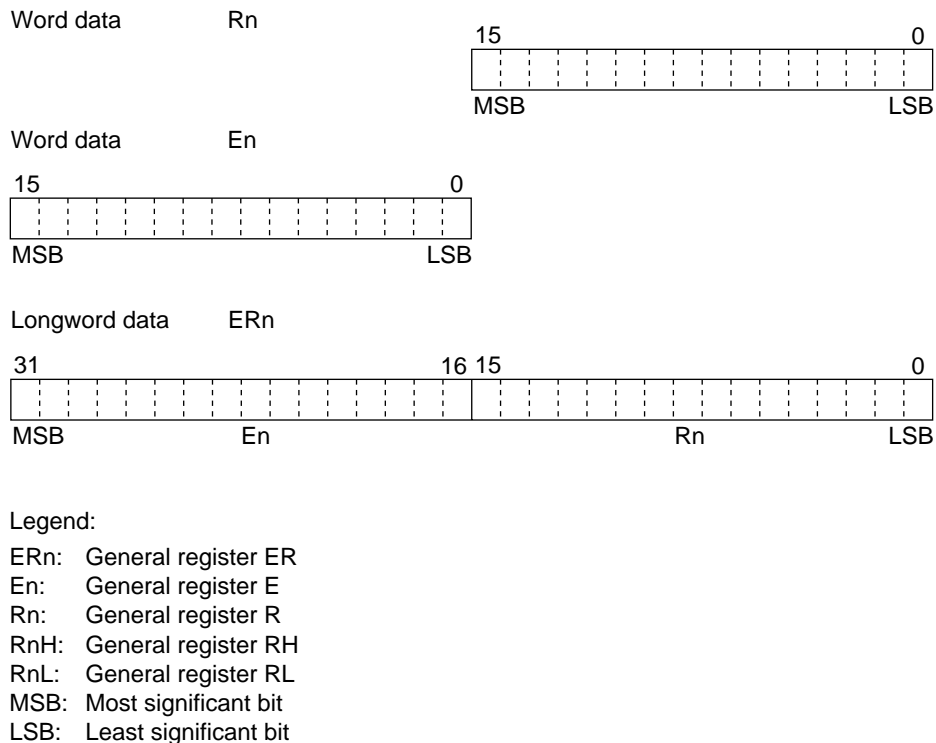 Word data Rn
15 0
MSB LSB
Word data En
15 0
MSB LSB
Longword data ERn
31 16 15 0
MSB En Rn LSB
Legend:
ERn: General register ER
En: General register E
Rn: General register R
RnH: General register RH
RnL: General register RL
MSB: Most significant bit
LSB: Least significant bit